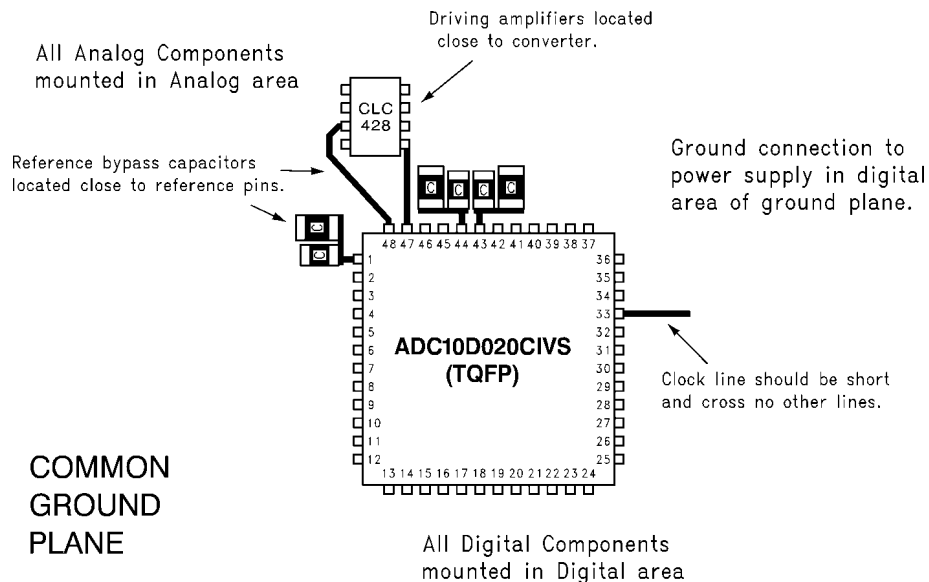 Driving amplifiers located
close to converter.
All Analog Components
mounted in Analog area
CLC
428
Reference bypass capacitors
located close to reference pins.
Ground connection to
power supply in digital
area of ground plane.
C C C C
C
C
48 47 46 45 44 43 42 41 40 39 38 37
1
2
3
4
5
6
7
8
9
10
11
12
36
35
34
33
32
31
30
29
28
27
26
25
ADC10D020CIVS
(TQFP)
13 14 15 16 17 18 19 20 21 22 23 24
Clock line should be short
and cross no other lines.
COMMON
GROUND
PLANE
All Digital Components
mounted in Digital area